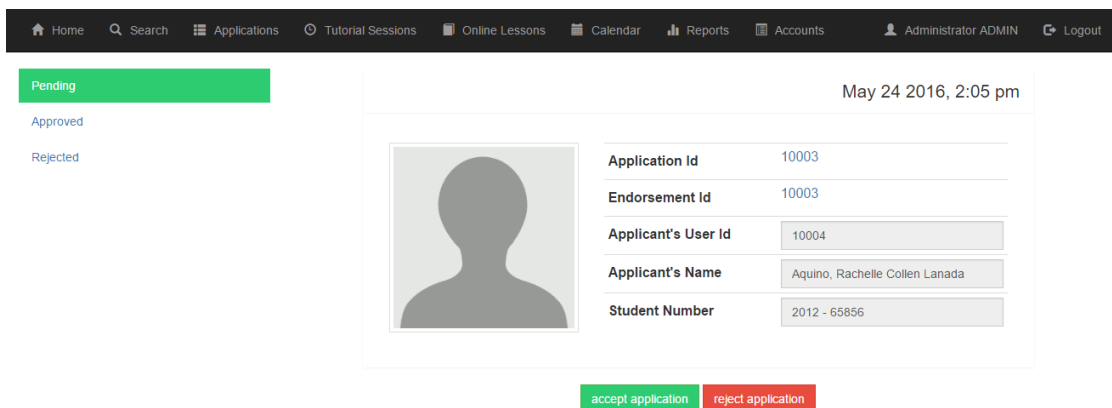 Home Search Applications Tutorial Sessions Online Lessons Calendar Reports Accounts Administrator ADMIN Logout
Pending
Approved
Rejected
May 24 2016, 2:05 pm
Application Id 10003
Endorsement Id 10003
Applicant's User Id 10004
Applicant's Name Aquino, Rachelle Collen Lanada
Student Number 2012 - 65856
accept application reject application